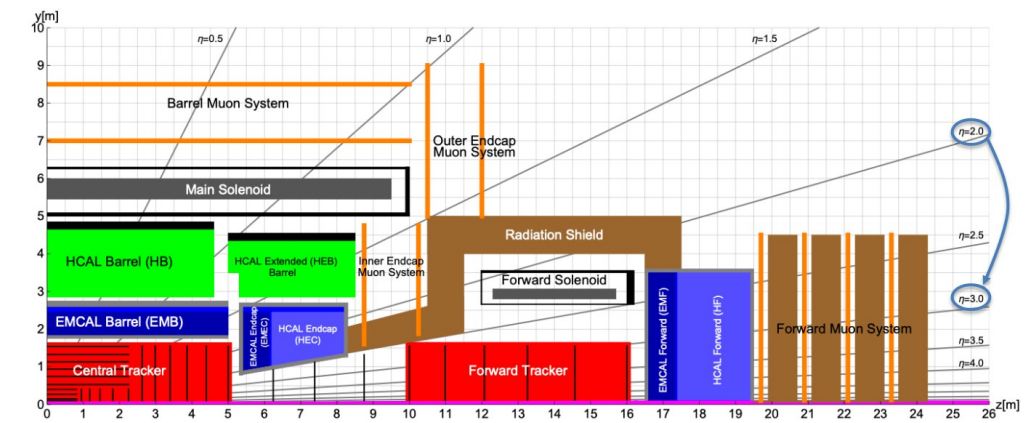 y[m]
10
η=0.5
η=1.0
η=1.5
9
Barrel Muon System
8
7
Outer Endcap
Muon System
η=2.0
6
Main Solenoid
5
Radiation Shield
η=2.5
4
HCAL Barrel (HB)
HCAL Extended (HEB)
Barrel
Inner Endcap
Muon System
Forward Solenoid
3
η=3.0
EMCAL Barrel (EMB)
EMCAL Endcap
(EMEC)
HCAL Endcap
(HEC)
EMCAL Forward (EMF)
HCAL Forward (HF)
Forward Muon System
2
η=3.5
1
Central Tracker
Forward Tracker
η=4.0
0
0 1 2 3 4 5 6 7 8 9 10 11 12 13 14 15 16 17 18 19 20 21 22 23 24 25 26
z[m]